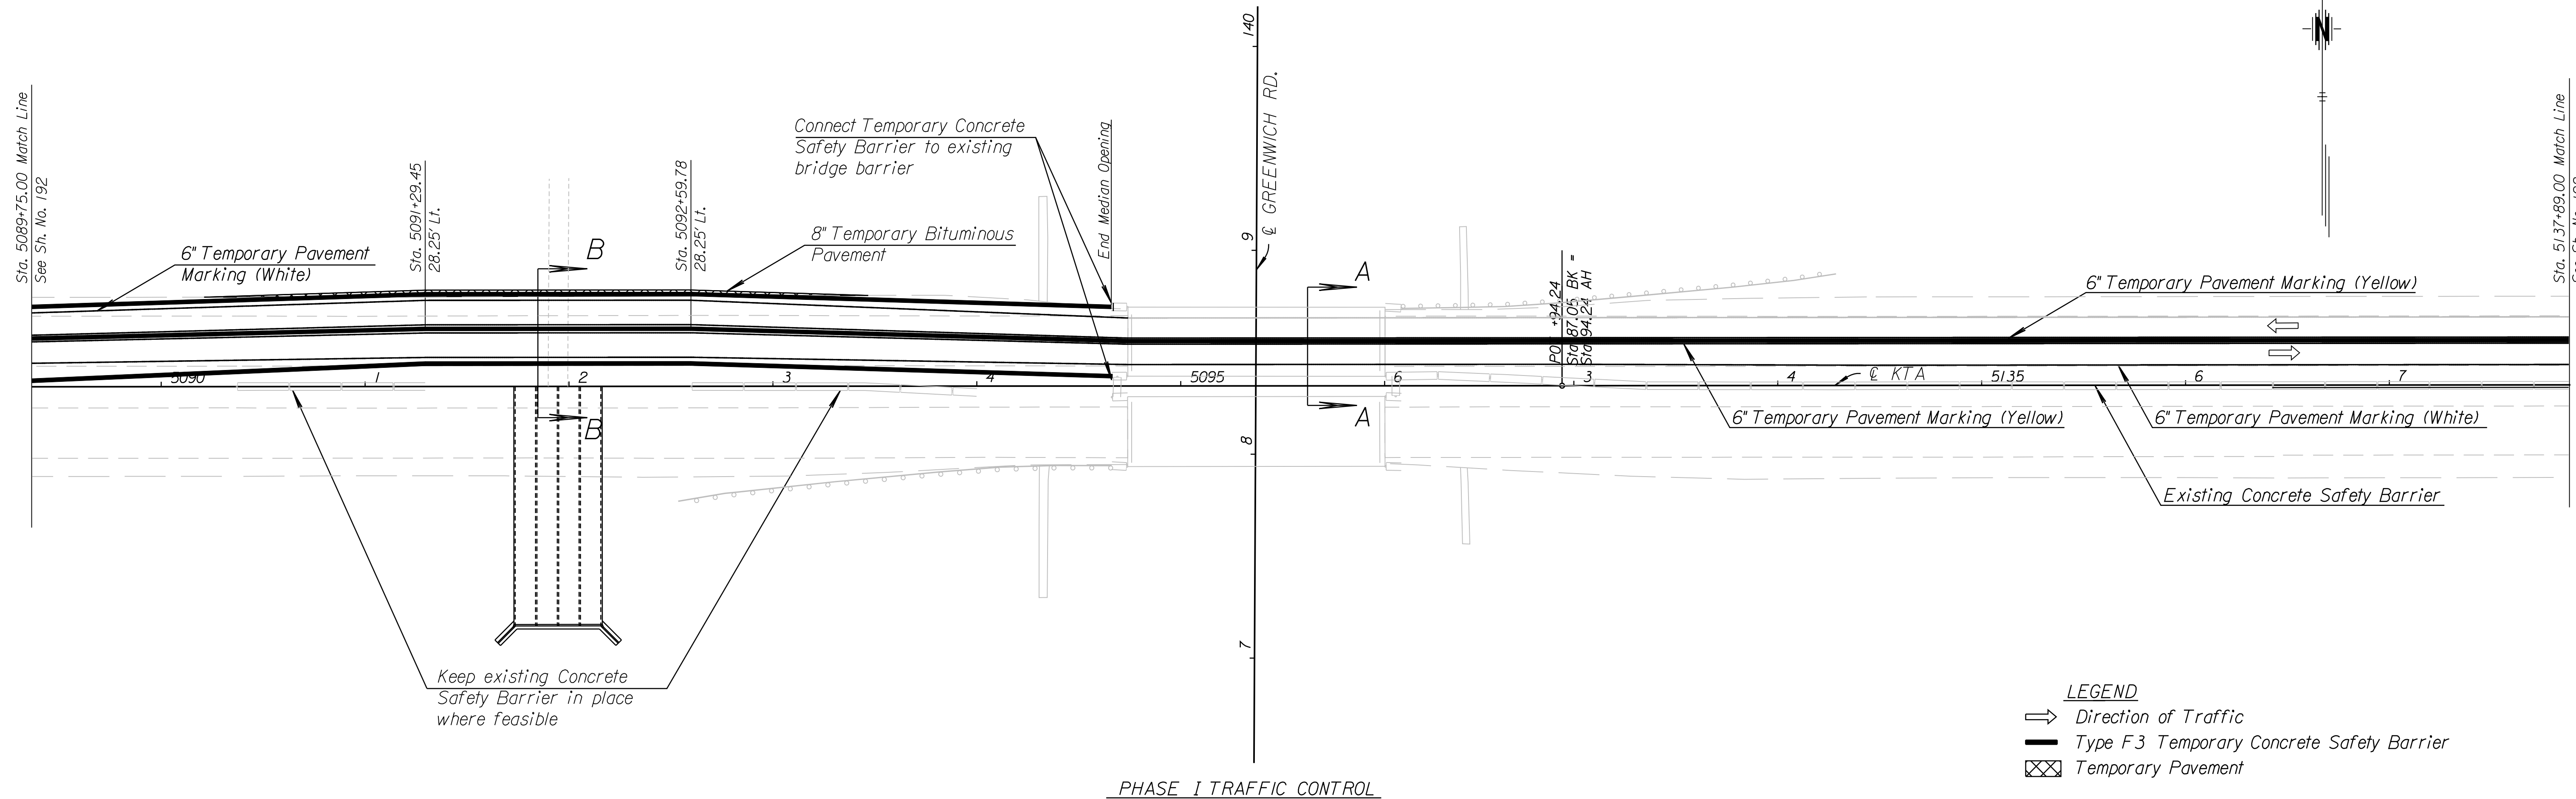 Sta. 5089+75.00 Match Line
See Sh. No. 192
6" Temporary Pavement
Marking (White)
Sta. 5091+29.45
28.25' Lt.
B
B
Sta. 5092+59.78
28.25' Lt.
Connect Temporary Concrete
Safety Barrier to existing
bridge barrier
8" Temporary Bituminous
Pavement
End Median Opening
140
9
8
7
℄ GREENWICH RD.
A
A
POT +94.24
Sta. 87.05 BK =
Sta. 94.24 AH
N
6" Temporary Pavement Marking (Yellow)
Sta. 5137+89.00 Match Line
5090
1
2
3
4
5095
6
3
4
℄ KTA
5135
6
7
6" Temporary Pavement Marking (Yellow)
6" Temporary Pavement Marking (White)
Existing Concrete Safety Barrier
Keep existing Concrete
Safety Barrier in place
where feasible
LEGEND
Direction of Traffic
Type F3 Temporary Concrete Safety Barrier
Temporary Pavement
PHASE I TRAFFIC CONTROL